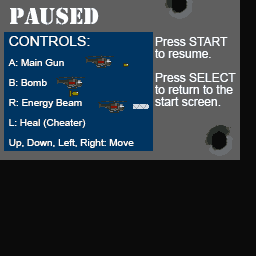 PAUSED
CONTROLS:
A: Main Gun
B: Bomb
R: Energy Beam
L: Heal (Cheater)
Up, Down, Left, Right: Move
Press START
to resume.
Press SELECT
to return to the
start screen.